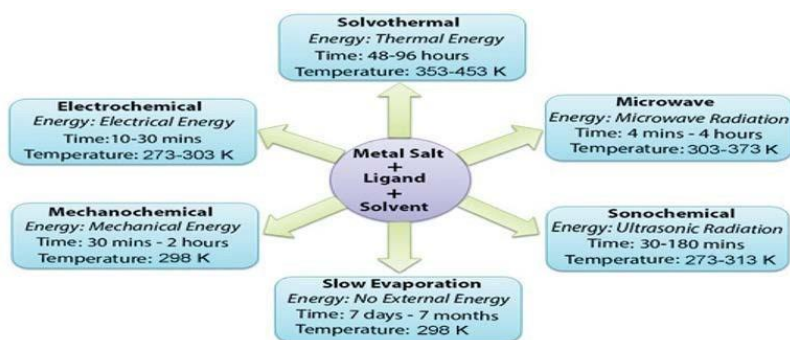 Solvothermal
Energy: Thermal Energy
Time: 48-96 hours
Temperature: 353-453 K
Electrochemical
Energy: Electrical Energy
Time:10-30 mins
Temperature: 273-303 K
Microwave
Energy: Microwave Radiation
Time: 4 mins - 4 hours
Temperature: 303-373 K
Metal Salt
+
Ligand
+
Solvent
Mechanochemical
Energy: Mechanical Energy
Time: 30 mins - 2 hours
Temperature: 298 K
Sonochemical
Energy: Ultrasonic Radiation
Time: 30-180 mins
Temperature: 273-313 K
Slow Evaporation
Energy: No External Energy
Time: 7 days - 7 months
Temperature: 298 K